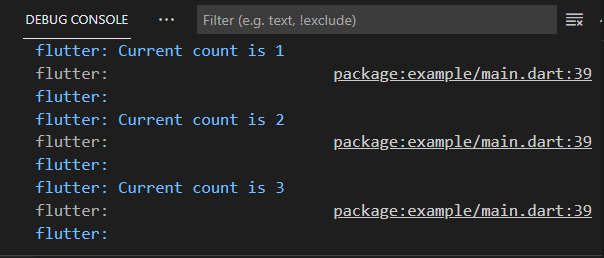 DEBUG CONSOLE ... Filter (e.g. text, !exclude)
flutter: Current count is 1
flutter: package:example/main.dart:39
flutter:
flutter: Current count is 2
flutter: package:example/main.dart:39
flutter:
flutter: Current count is 3
flutter: package:example/main.dart:39
flutter: